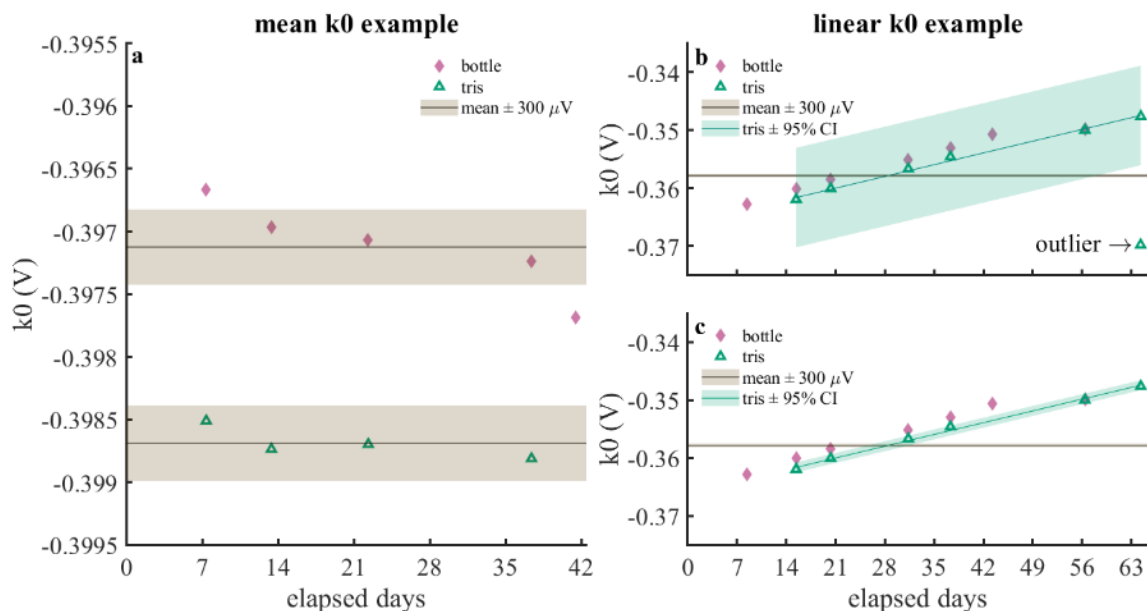 mean k0 example
a
-0.3955
-0.396
-0.3965
-0.397
-0.3975
-0.398
-0.3985
-0.399
-0.3995
k0 (V)
bottle
tris
mean ± 300 μV
0 7 14 21 28 35 42
elapsed days
linear k0 example
b
-0.34
-0.35
-0.36
-0.37
k0 (V)
bottle
tris
mean ± 300 μV
tris ± 95% CI
outlier →
c
-0.34
-0.35
-0.36
-0.37
k0 (V)
bottle
tris
mean ± 300 μV
tris ± 95% CI
0 7 14 21 28 35 42 49 56 63
elapsed days